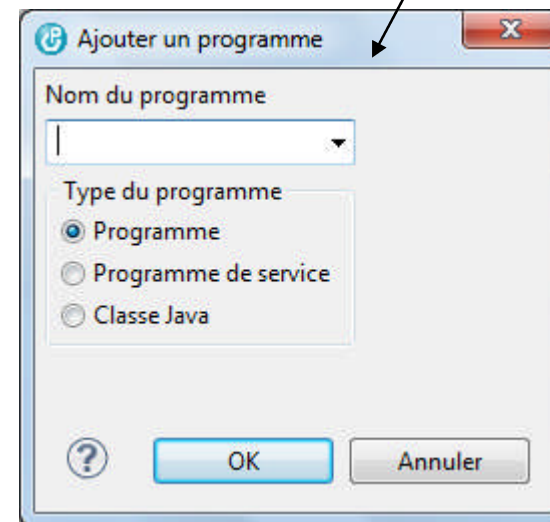 Ajouter un programme
Nom du programme
Type du programme
Programme
Programme de service
Classe Java
?
OK
Annuler